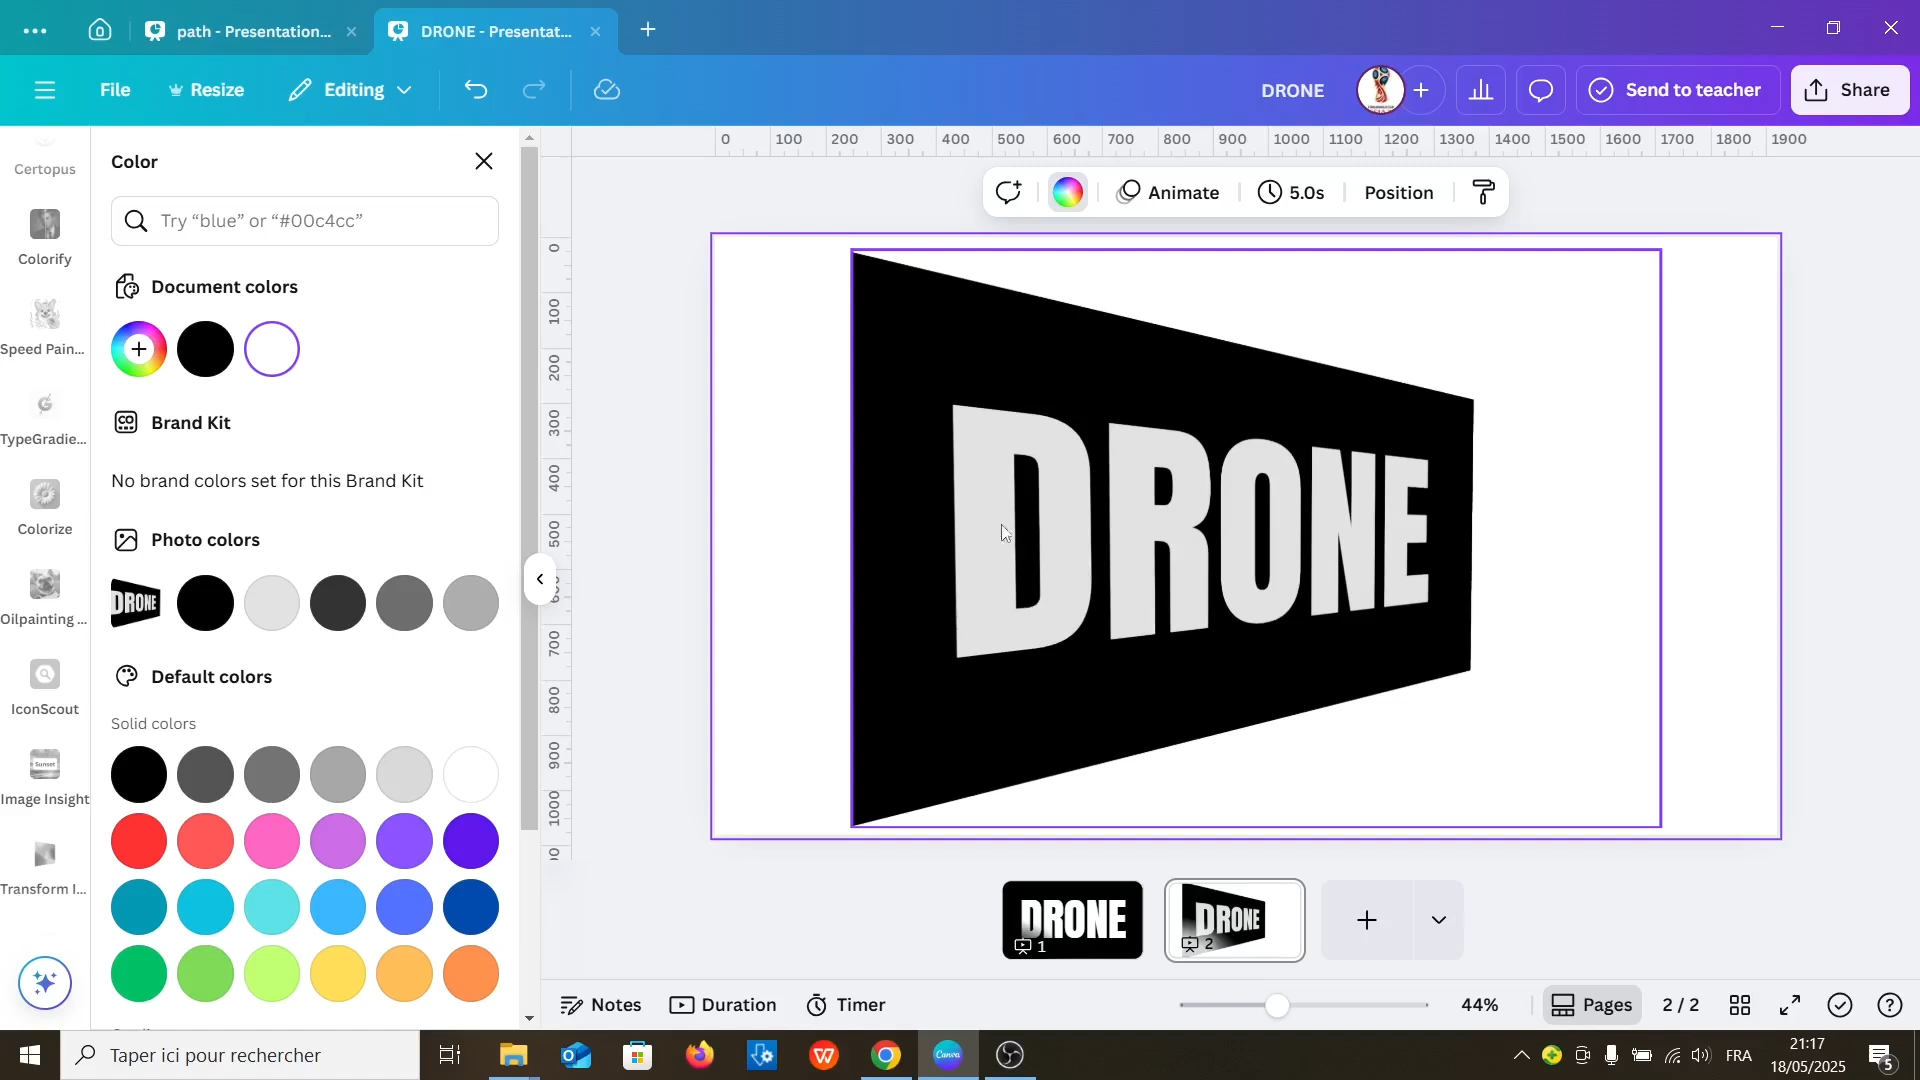 path - Presentation...
DRONE - Presentat...
File
Resize
Editing
DRONE
Send to teacher
Share
Certopus
Colorify
Speed Pain...
TypeGradie...
Colorize
Oilpainting ...
IconScout
Sunset
Image Insight
Transform I...
Color
Try “blue” or “#00c4cc”
Document colors
Brand Kit
No brand colors set for this Brand Kit
Photo colors
DRONE
Default colors
Solid colors
0 100 200 300 400 500 600 700 800 900 1000 1100 1200 1300 1400 1500 1600 1700 1800 1900
0
100
200
300
400
500
700
800
900
1000
Animate
5.0s
Position
DRONE
DRONE
1
DRONE
2
Notes
Duration
Timer
44%
Pages
2 / 2
Taper ici pour rechercher
Canva
FRA
21:17
18/05/2025
5